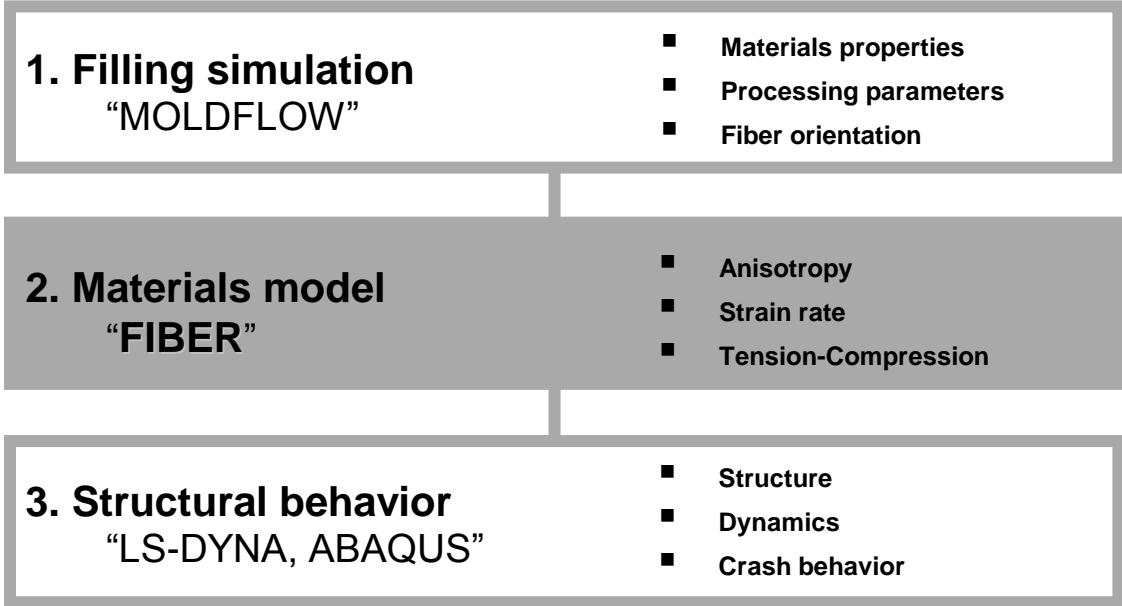 1. Filling simulation
“MOLDFLOW”
■ Materials properties
■ Processing parameters
■ Fiber orientation
2. Materials model
“FIBER”
■ Anisotropy
■ Strain rate
■ Tension-Compression
3. Structural behavior
“LS-DYNA, ABAQUS”
■ Structure
■ Dynamics
■ Crash behavior